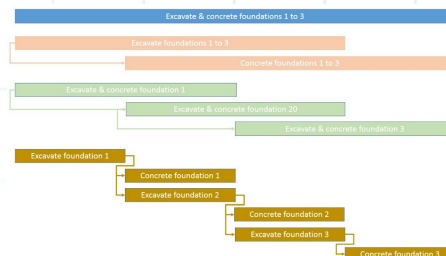 Excavate & concrete foundations 1 to 3
Excavate foundations 1 to 3
Concrete foundations 1 to 3
Excavate & concrete foundation 1
Excavate & concrete foundation 20
Excavate & concrete foundation 3
Excavate foundation 1
Concrete foundation 1
Excavate foundation 2
Concrete foundation 2
Excavate foundation 3
Concrete foundation 3